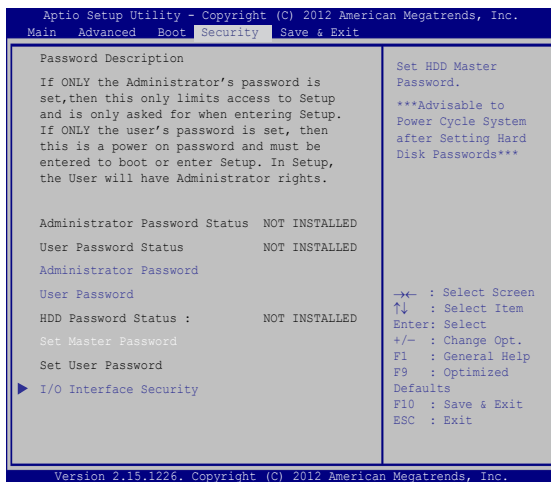 Aptio Setup Utility - Copyright (C) 2012 American Megatrends, Inc.
Main Advanced Boot Security Save & Exit
Password Description
If ONLY the Administrator's password is
set,then this only limits access to Setup
and is only asked for when entering Setup.
If ONLY the user's password is set, then
this is a power on password and must be
entered to boot or enter Setup. In Setup,
the User will have Administrator rights.
Administrator Password Status NOT INSTALLED
User Password Status NOT INSTALLED
Administrator Password
User Password
HDD Password Status : NOT INSTALLED
Set Master Password
Set User Password
I/O Interface Security
Set HDD Master
Password.
***Advisable to
Power Cycle System
after Setting Hard
Disk Passwords***
→← : Select Screen
↑↓ : Select Item
Enter: Select
+/— : Change Opt.
F1 : General Help
F9 : Optimized
Defaults
F10 : Save & Exit
ESC : Exit
Version 2.15.1226. Copyright (C) 2012 American Megatrends, Inc.